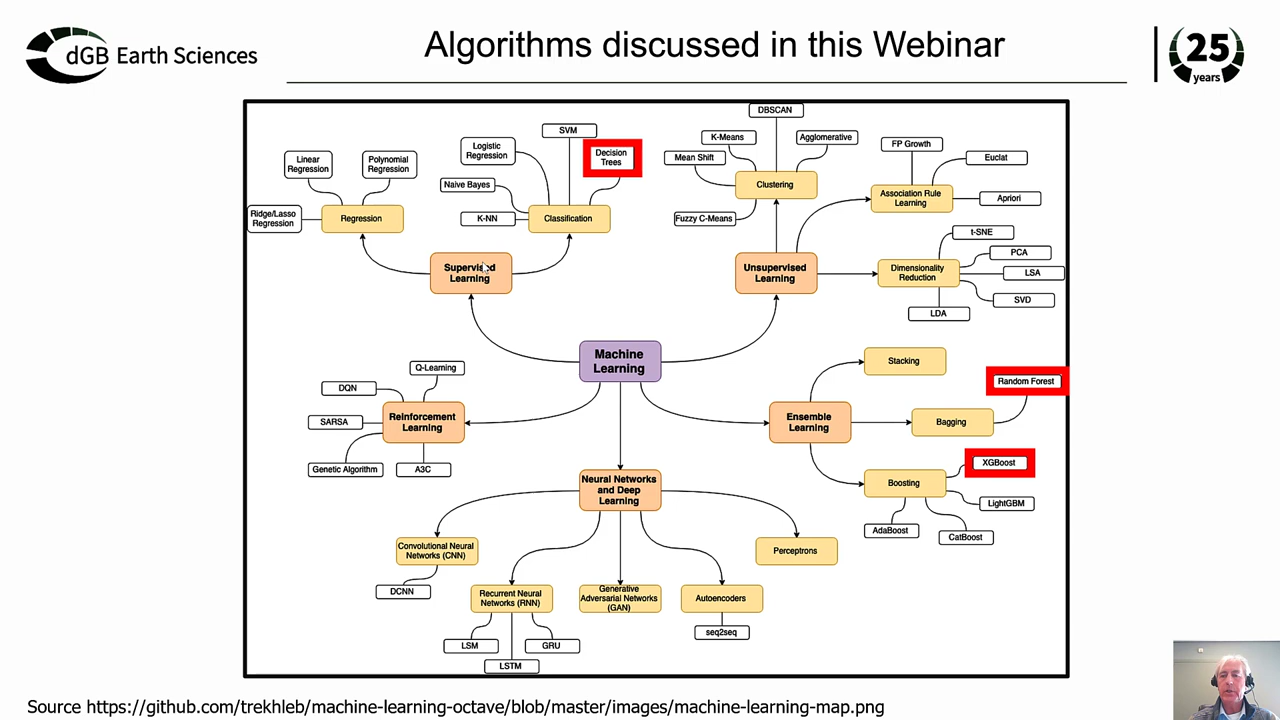 dGB Earth Sciences
Algorithms discussed in this Webinar
25
years
DBSCAN
K-Means
Agglomerative
Mean Shift
Clustering
Fuzzy C-Means
FP Growth
Euclat
Association Rule
Learning
Apriori
SVM
Logistic
Regression
Decision
Trees
Naive Bayes
K-NN
Classification
Linear
Regression
Polynomial
Regression
Ridge/Lasso
Regression
Regression
Supervised
Learning
Unsupervised
Learning
t-SNE
PCA
Dimensionality
Reduction
LSA
SVD
LDA
Machine
Learning
Stacking
Random Forest
Ensemble
Learning
Bagging
XGBoost
Boosting
LightGBM
AdaBoost
CatBoost
Q-Learning
DQN
SARSA
Reinforcement
Learning
Genetic Algorithm
A3C
Neural Networks
and Deep
Learning
Convolutional Neural
Networks (CNN)
DCNN
Recurrent Neural
Networks (RNN)
LSM
LSTM
GRU
Generative
Adversarial Networks
(GAN)
Autoencoders
seq2seq
Perceptrons
Source https://github.com/trekhleb/machine-learning-octave/blob/master/images/machine-learning-map.png